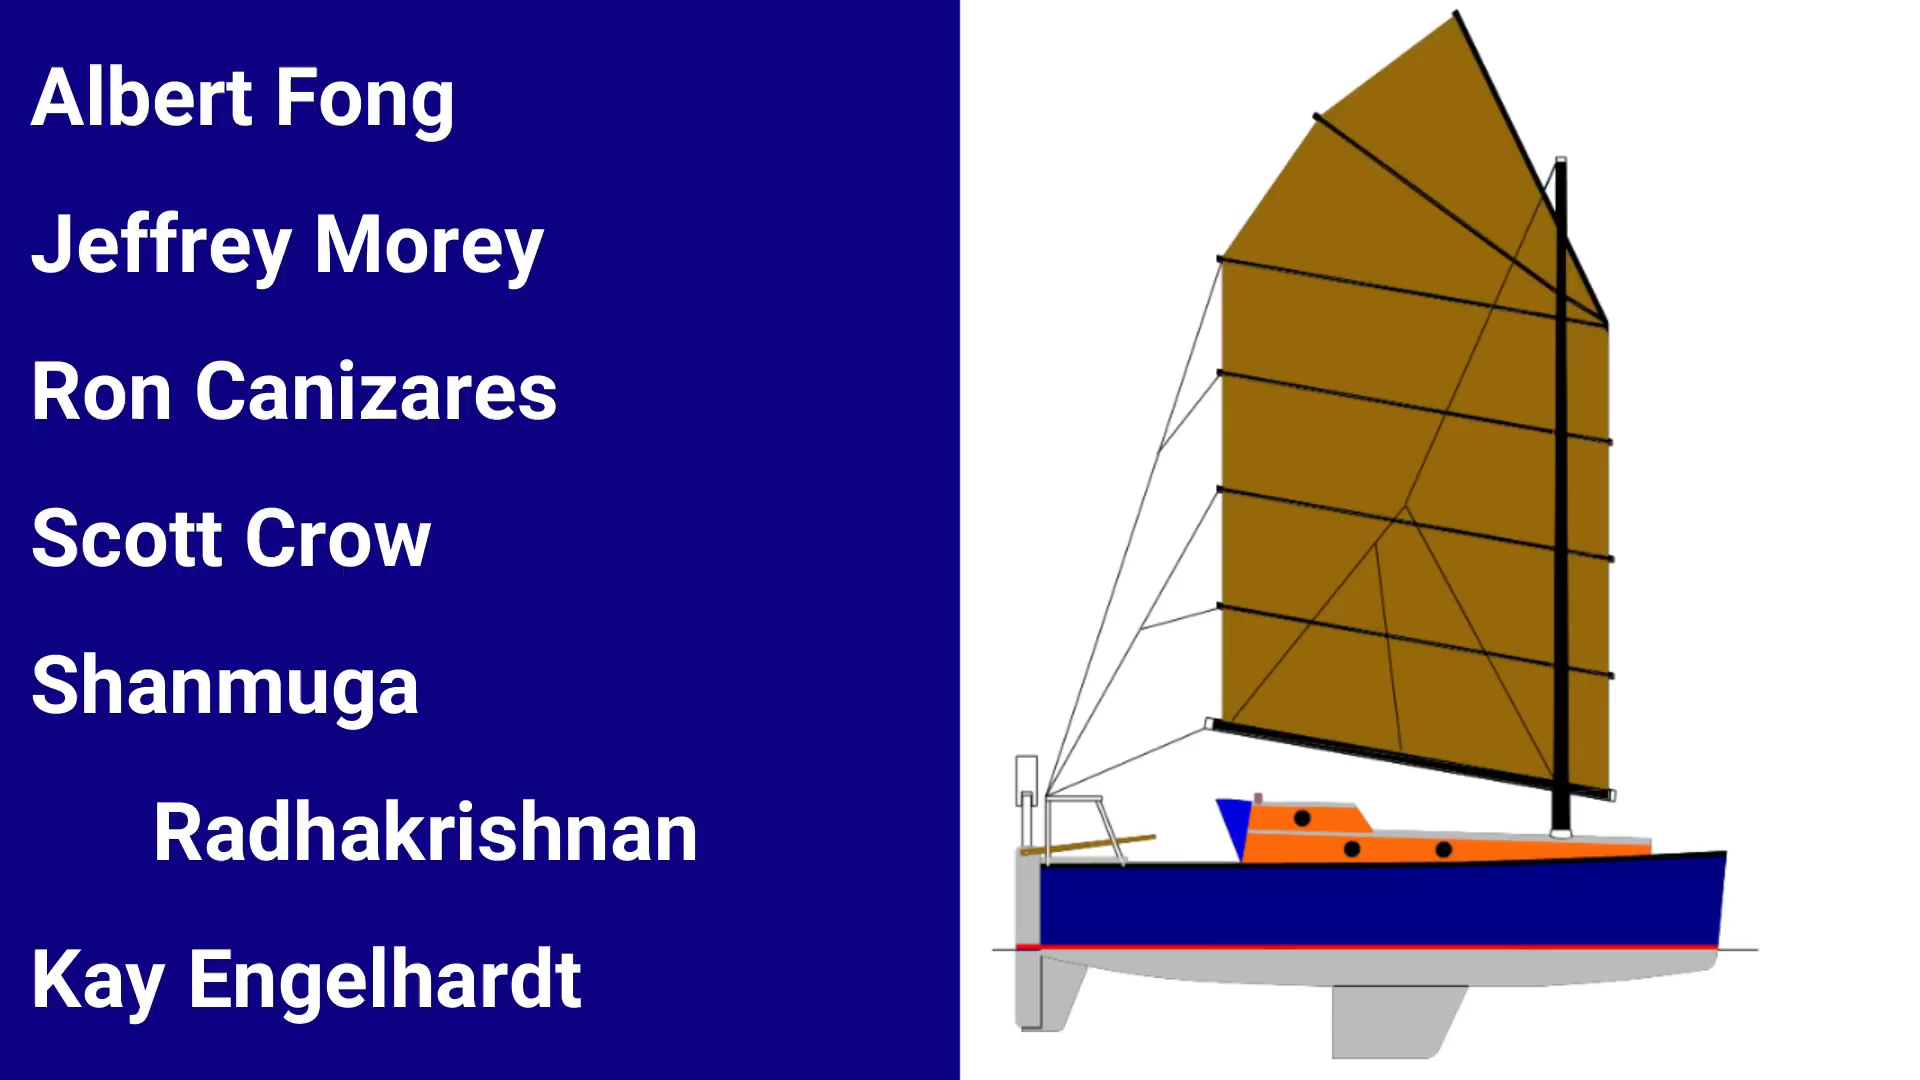 Albert Fong
Jeffrey Morey
Ron Canizares
Scott Crow
Shanmuga
Radhakrishnan
Kay Engelhardt